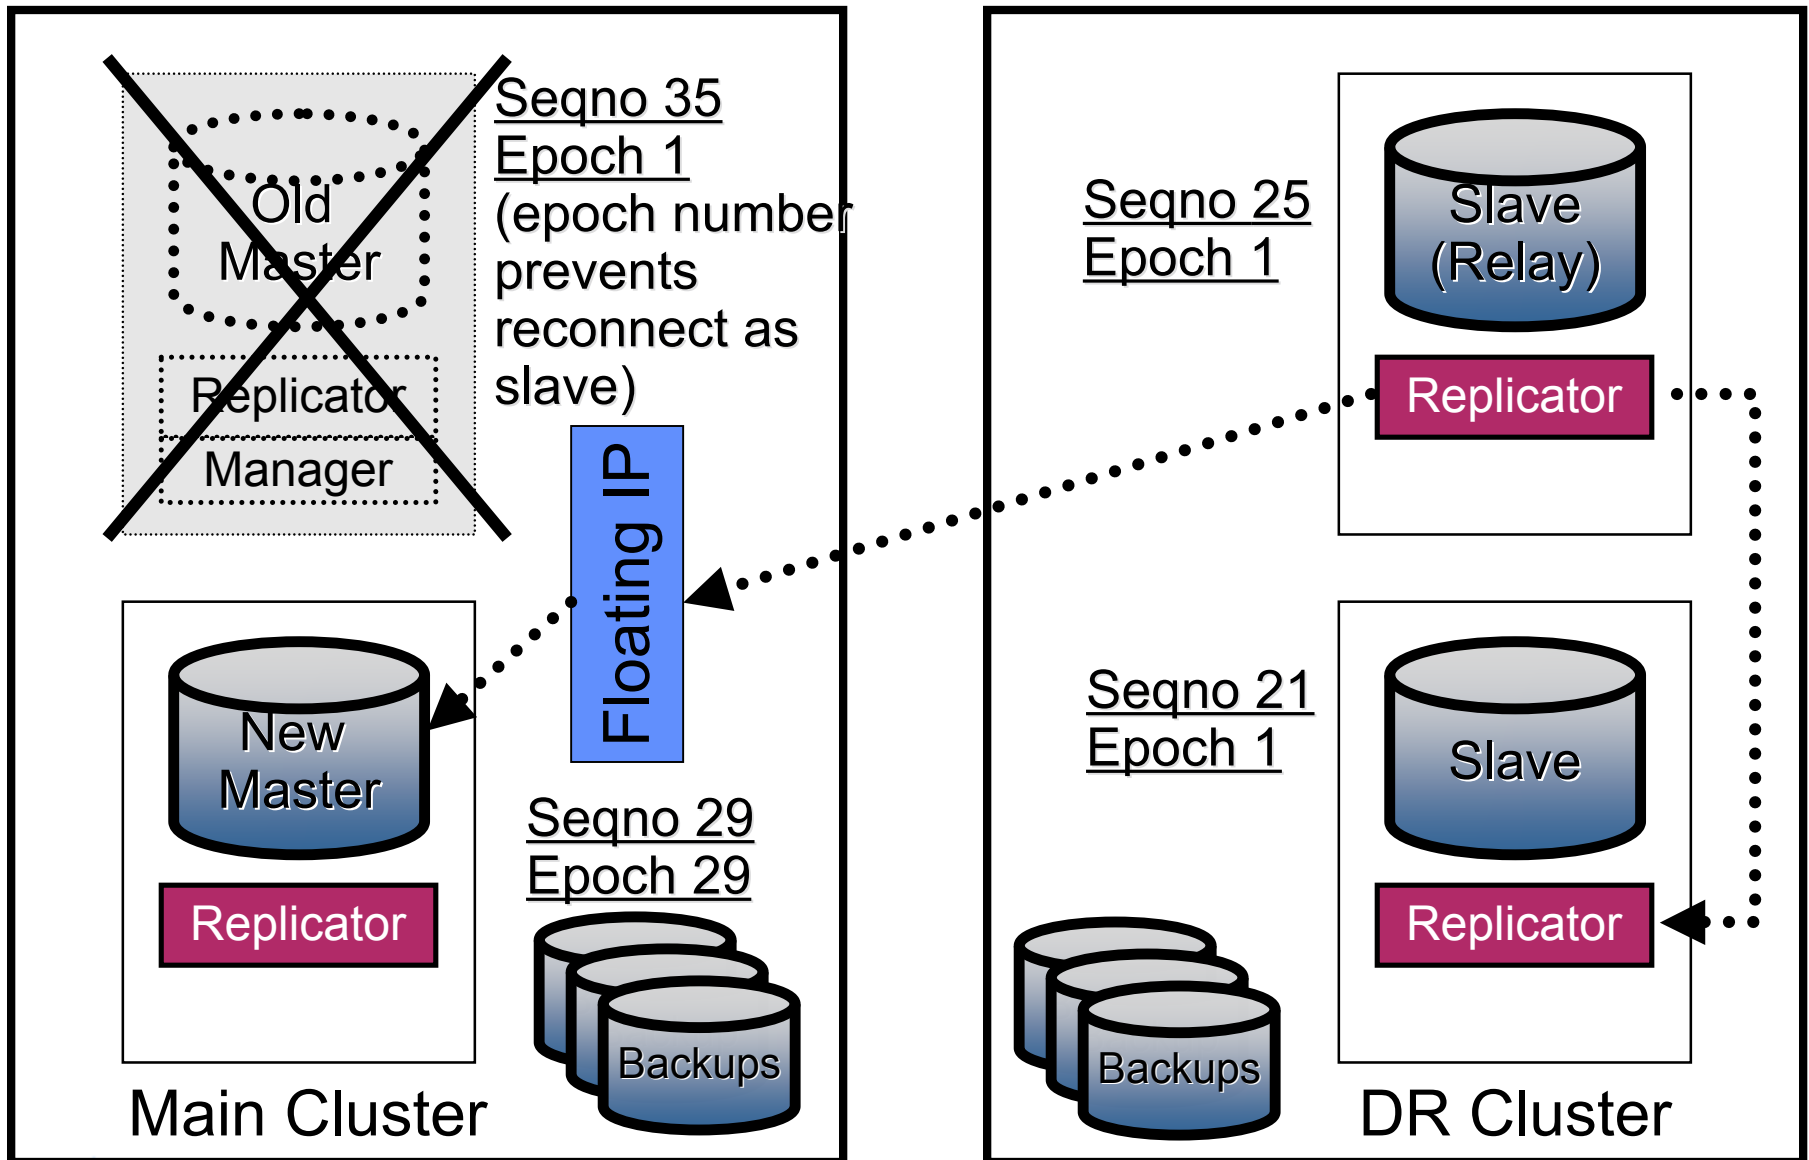 Old
Master
Replicator
Manager
Seqno 35
Epoch 1
(epoch number
prevents
reconnect as
slave)
Floating IP
New
Master
Replicator
Seqno 29
Epoch 29
Backups
Main Cluster
Seqno 25
Epoch 1
Slave
(Relay)
Replicator
Seqno 21
Epoch 1
Slave
Replicator
Backups
DR Cluster